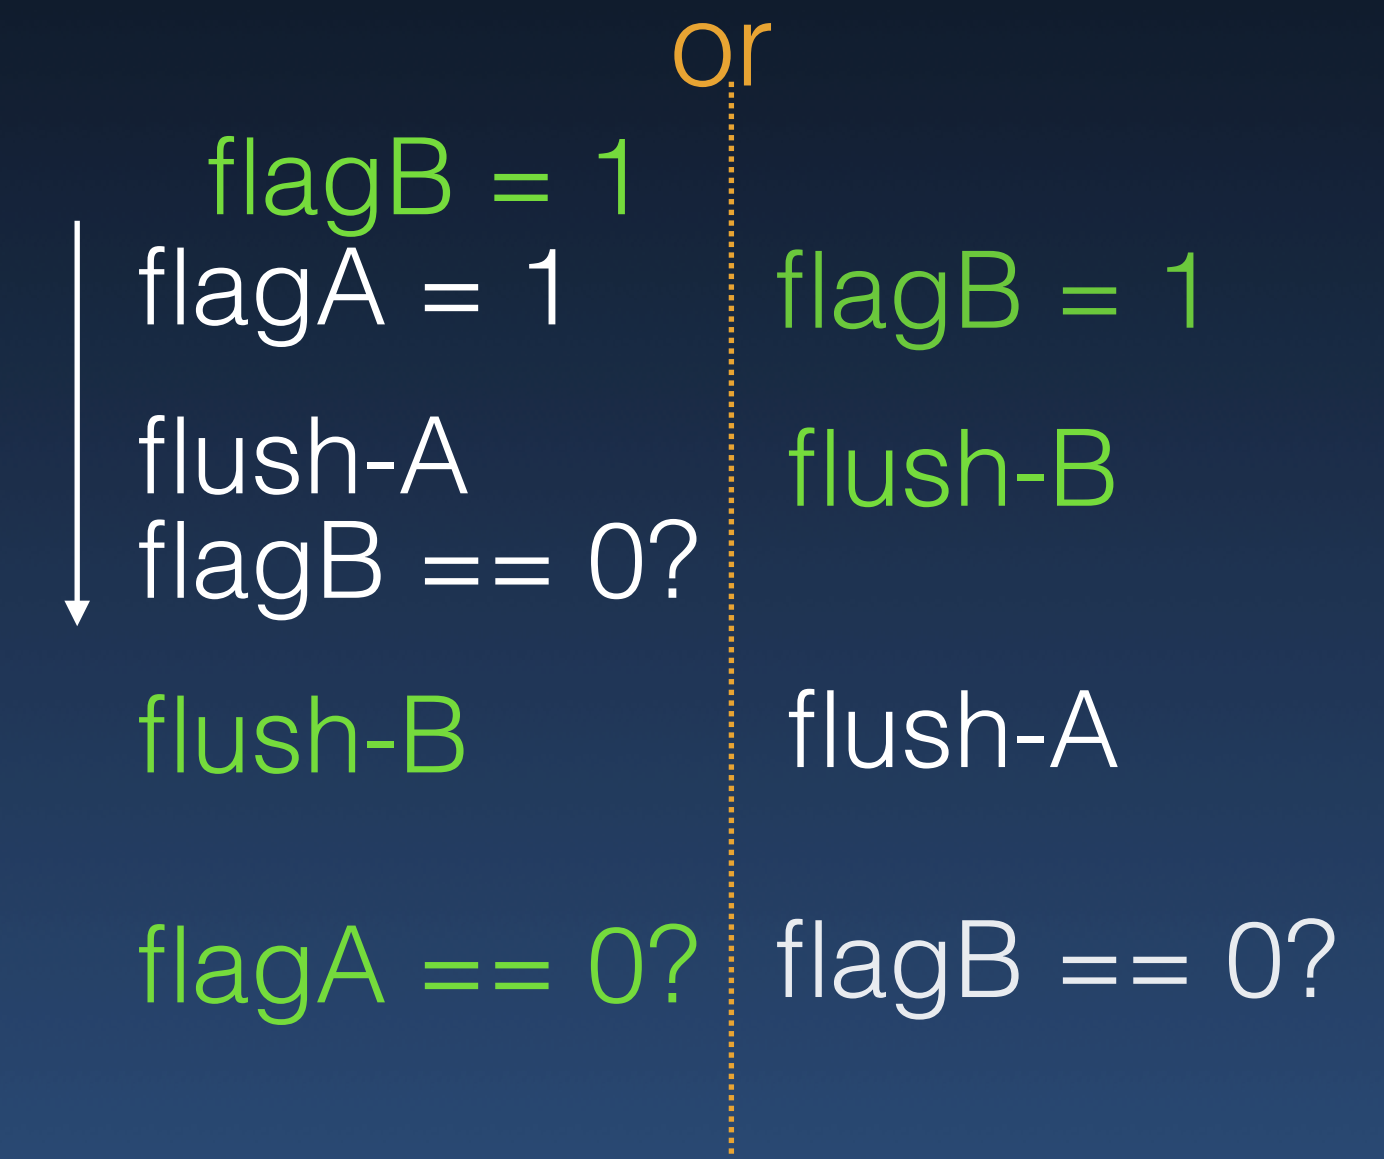 or
flagB = 1
flagA = 1
flush-A
flagB == 0?
flush-B
flagA == 0?
flagB = 1
flush-B
flush-A
flagB == 0?